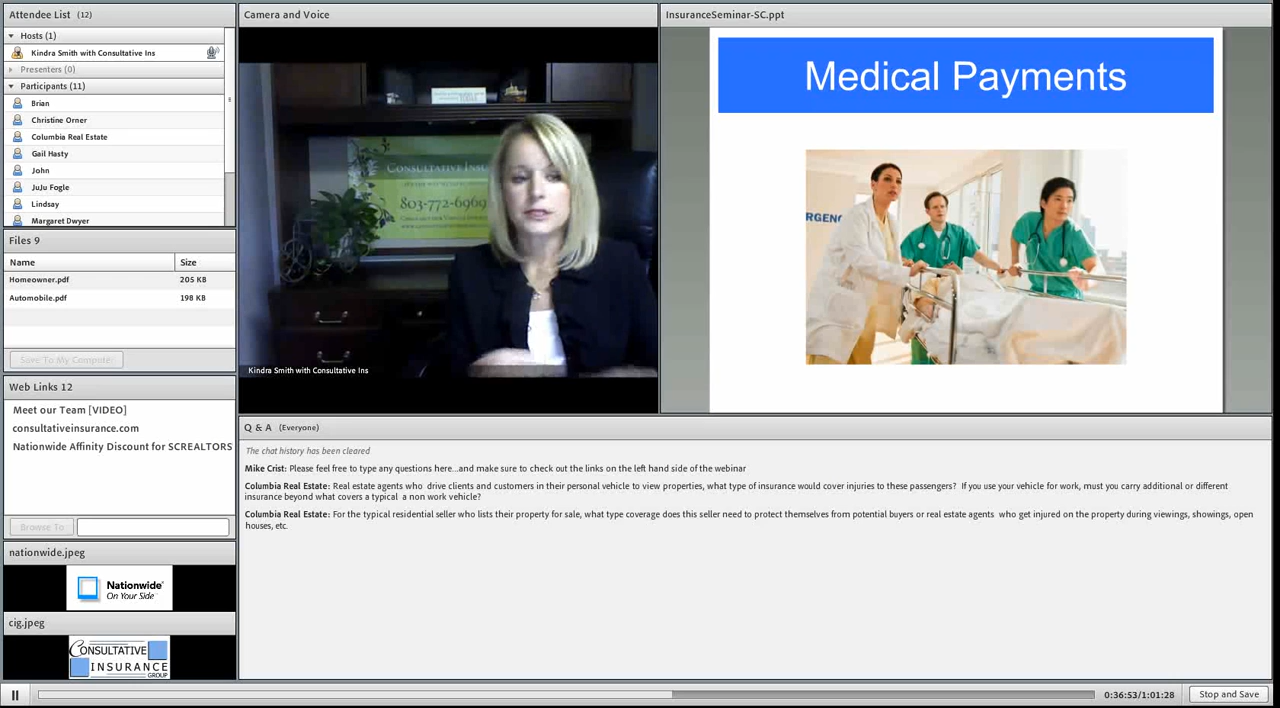 Attendee List (12)
Hosts (1)
Kindra Smith with Consultative Ins
Presenters (0)
Participants (11)
Brian
Christine Orner
Columbia Real Estate
Gail Hasty
John
JuJu Fogle
Lindsay
Margaret Dwyer
Files 9
Name Size
Homeowner.pdf 205 KB
Automobile.pdf 198 KB
Save To My Computer
Web Links 12
Meet our Team [VIDEO]
consultativeinsurance.com
Nationwide Affinity Discount for SCREALTORS
Browse To
nationwide.jpeg
Nationwide®
On Your Side
cig.jpeg
CONSULTATIVE
INSURANCE
GROUP
Camera and Voice
CONSULTATIVE INSU
803-772-6969
Kindra Smith with Consultative Ins
InsuranceSeminar-SC.ppt
Medical Payments
ERGENC
Q & A (Everyone)
The chat history has been cleared
Mike Crist: Please feel free to type any questions here...and make sure to check out the links on the left hand side of the webinar
Columbia Real Estate: Real estate agents who drive clients and customers in their personal vehicle to view properties, what type of insurance would cover injuries to these passengers? If you use your vehicle for work, must you carry additional or different
insurance beyond what covers a typical a non work vehicle?
Columbia Real Estate: For the typical residential seller who lists their property for sale, what type coverage does this seller need to protect themselves from potential buyers or real estate agents who get injured on the property during viewings, showings, open
houses, etc.
0:36:53/1:01:28
Stop and Save